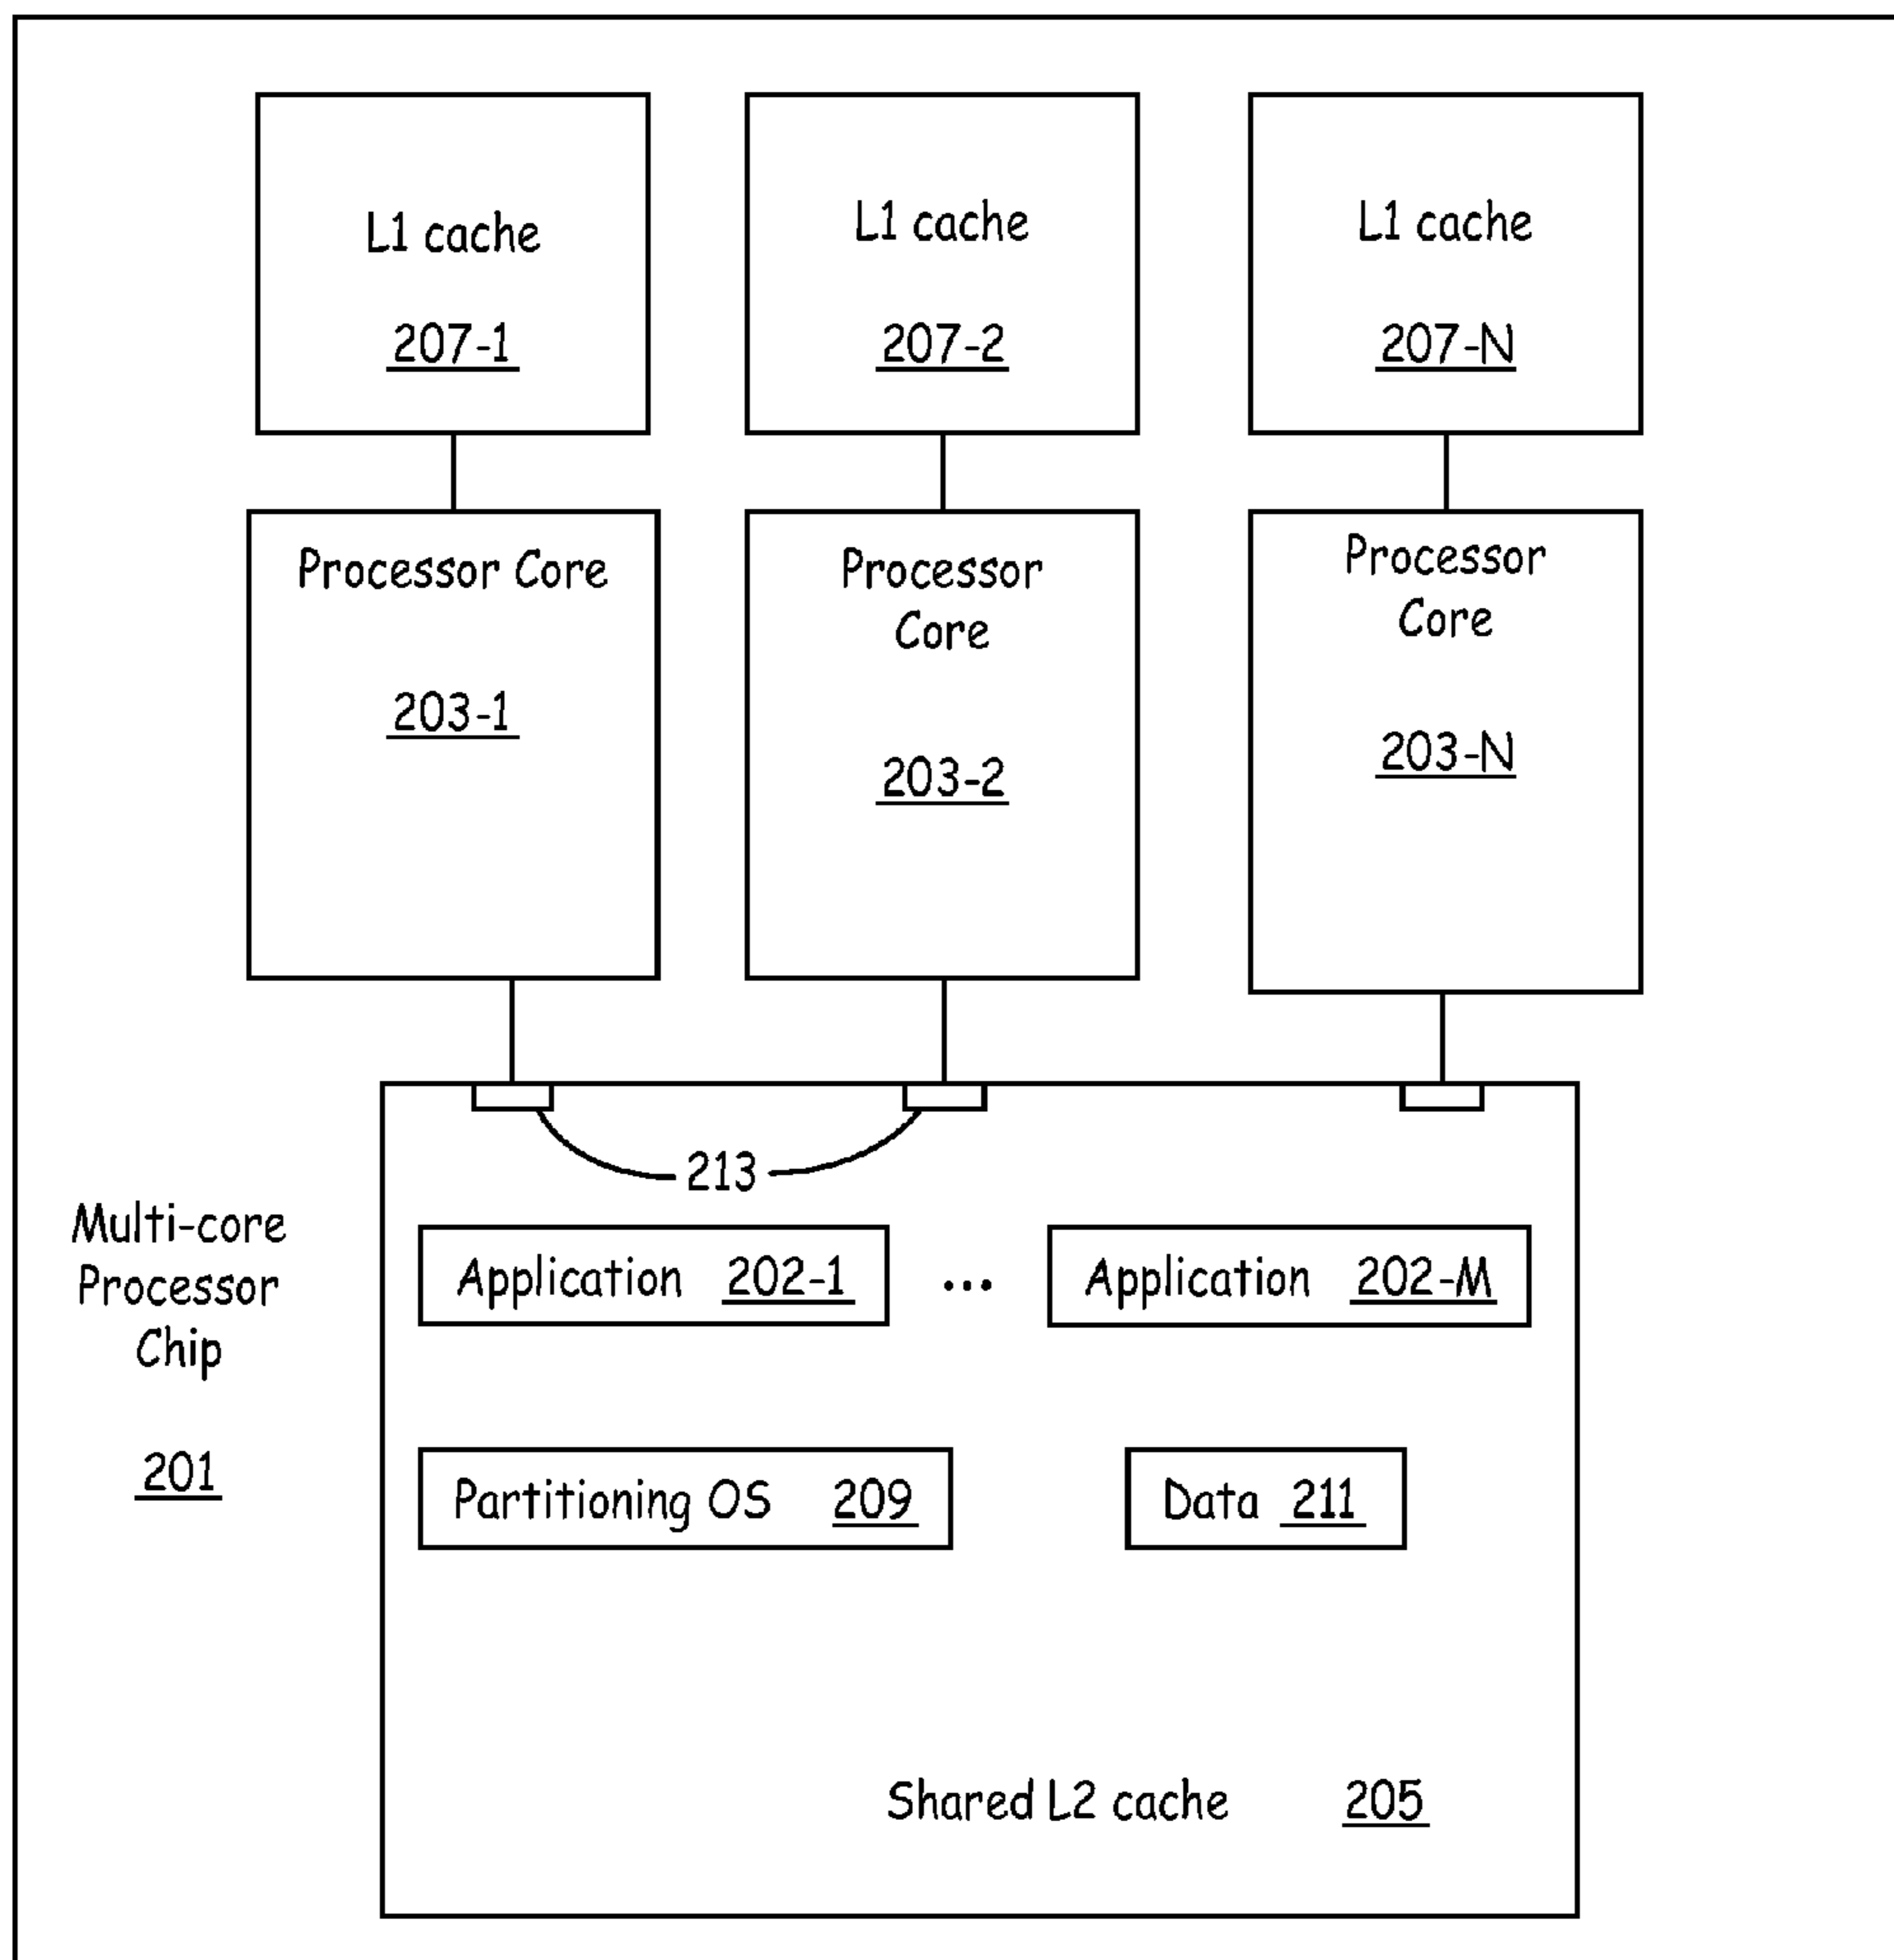 L1 cache
207-1
L1 cache
207-2
L1 cache
207-N
Processor Core
203-1
Processor
Core
203-2
Processor
Core
203-N
213
Multi-core
Processor
Chip
201
Application 202-1
...
Application 202-M
Partitioning OS 209
Data 211
Shared L2 cache 205